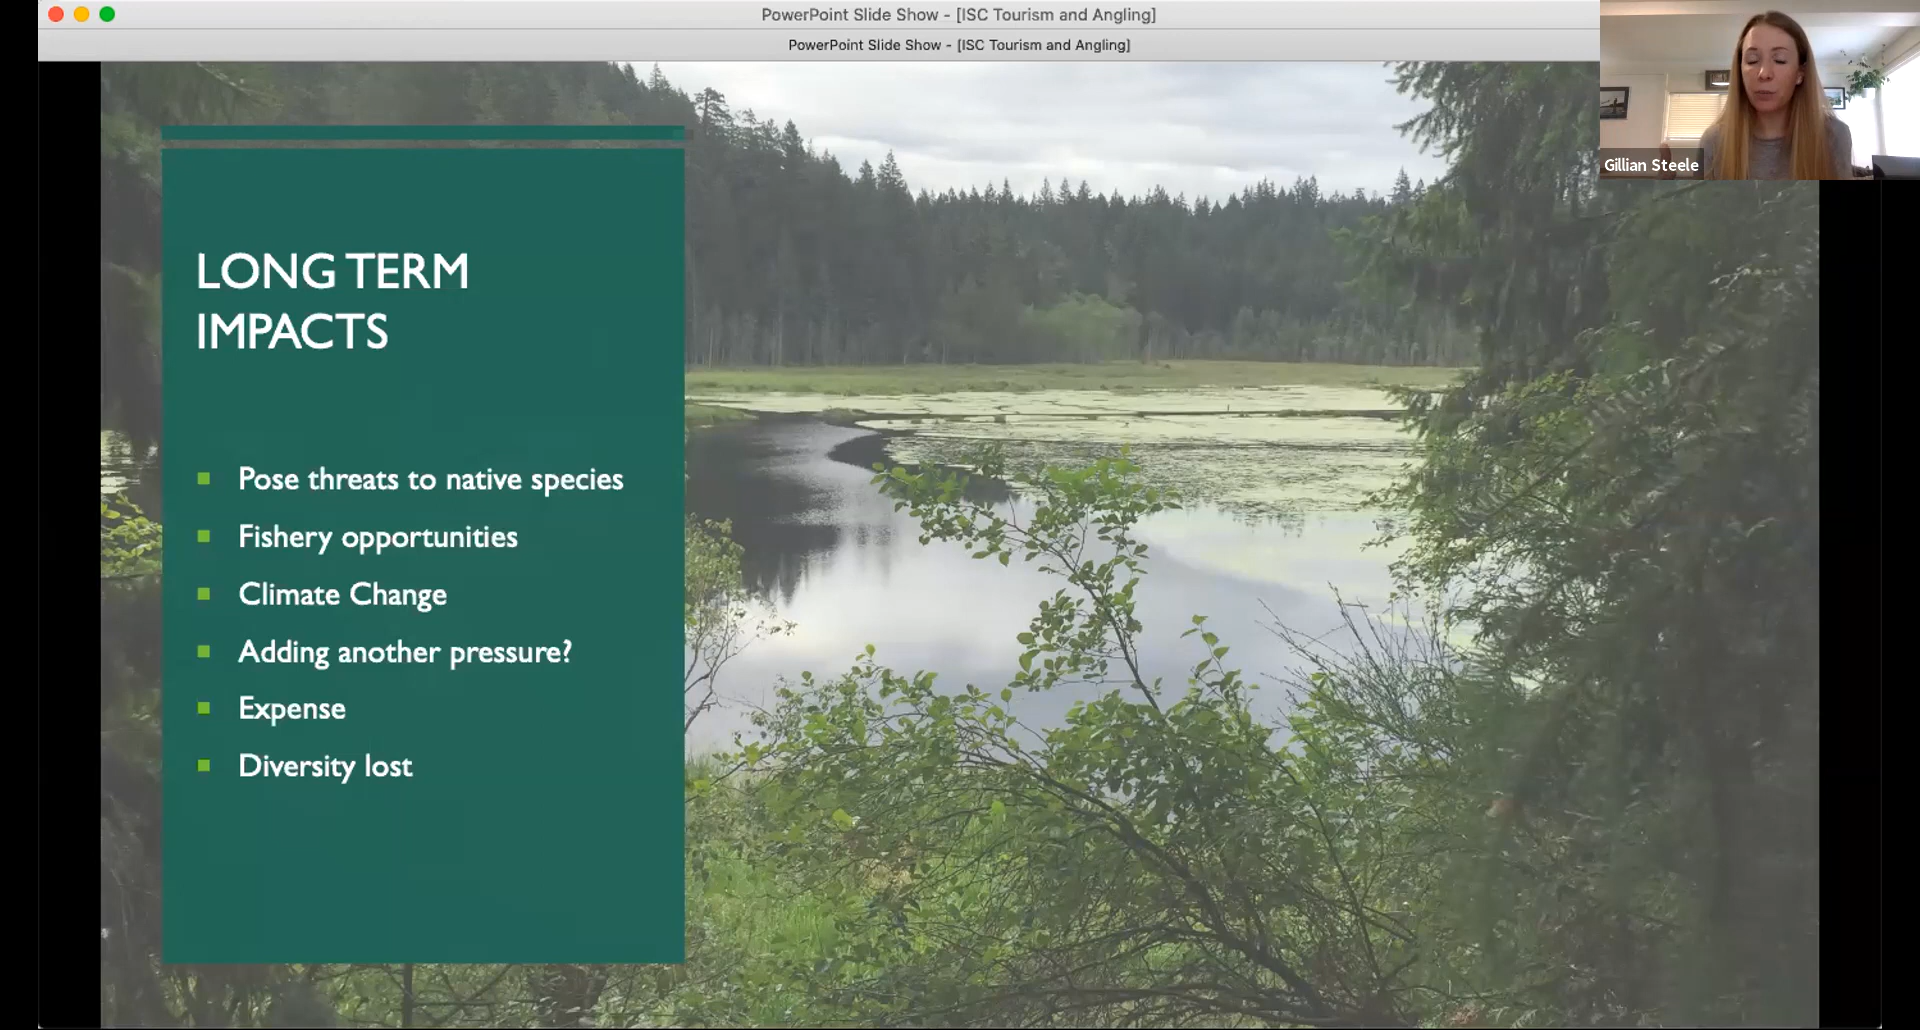 PowerPoint Slide Show - [ISC Tourism and Angling]
PowerPoint Slide Show - [ISC Tourism and Angling]
Gillian Steele
LONG TERM
IMPACTS
Pose threats to native species
Fishery opportunities
Climate Change
Adding another pressure?
Expense
Diversity lost